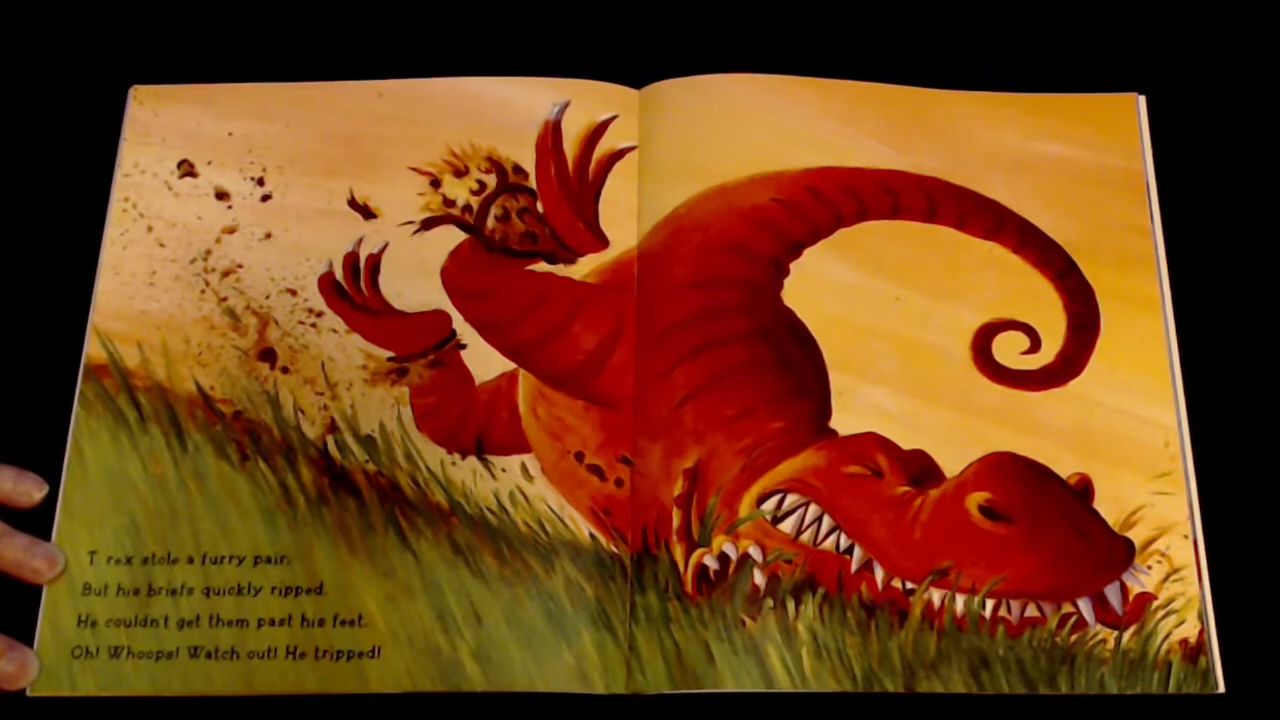 T. rex stole a furry pair.
But his briefs quickly ripped.
He couldn't get them past his feet.
Oh! Whoops! Watch out! He tripped!